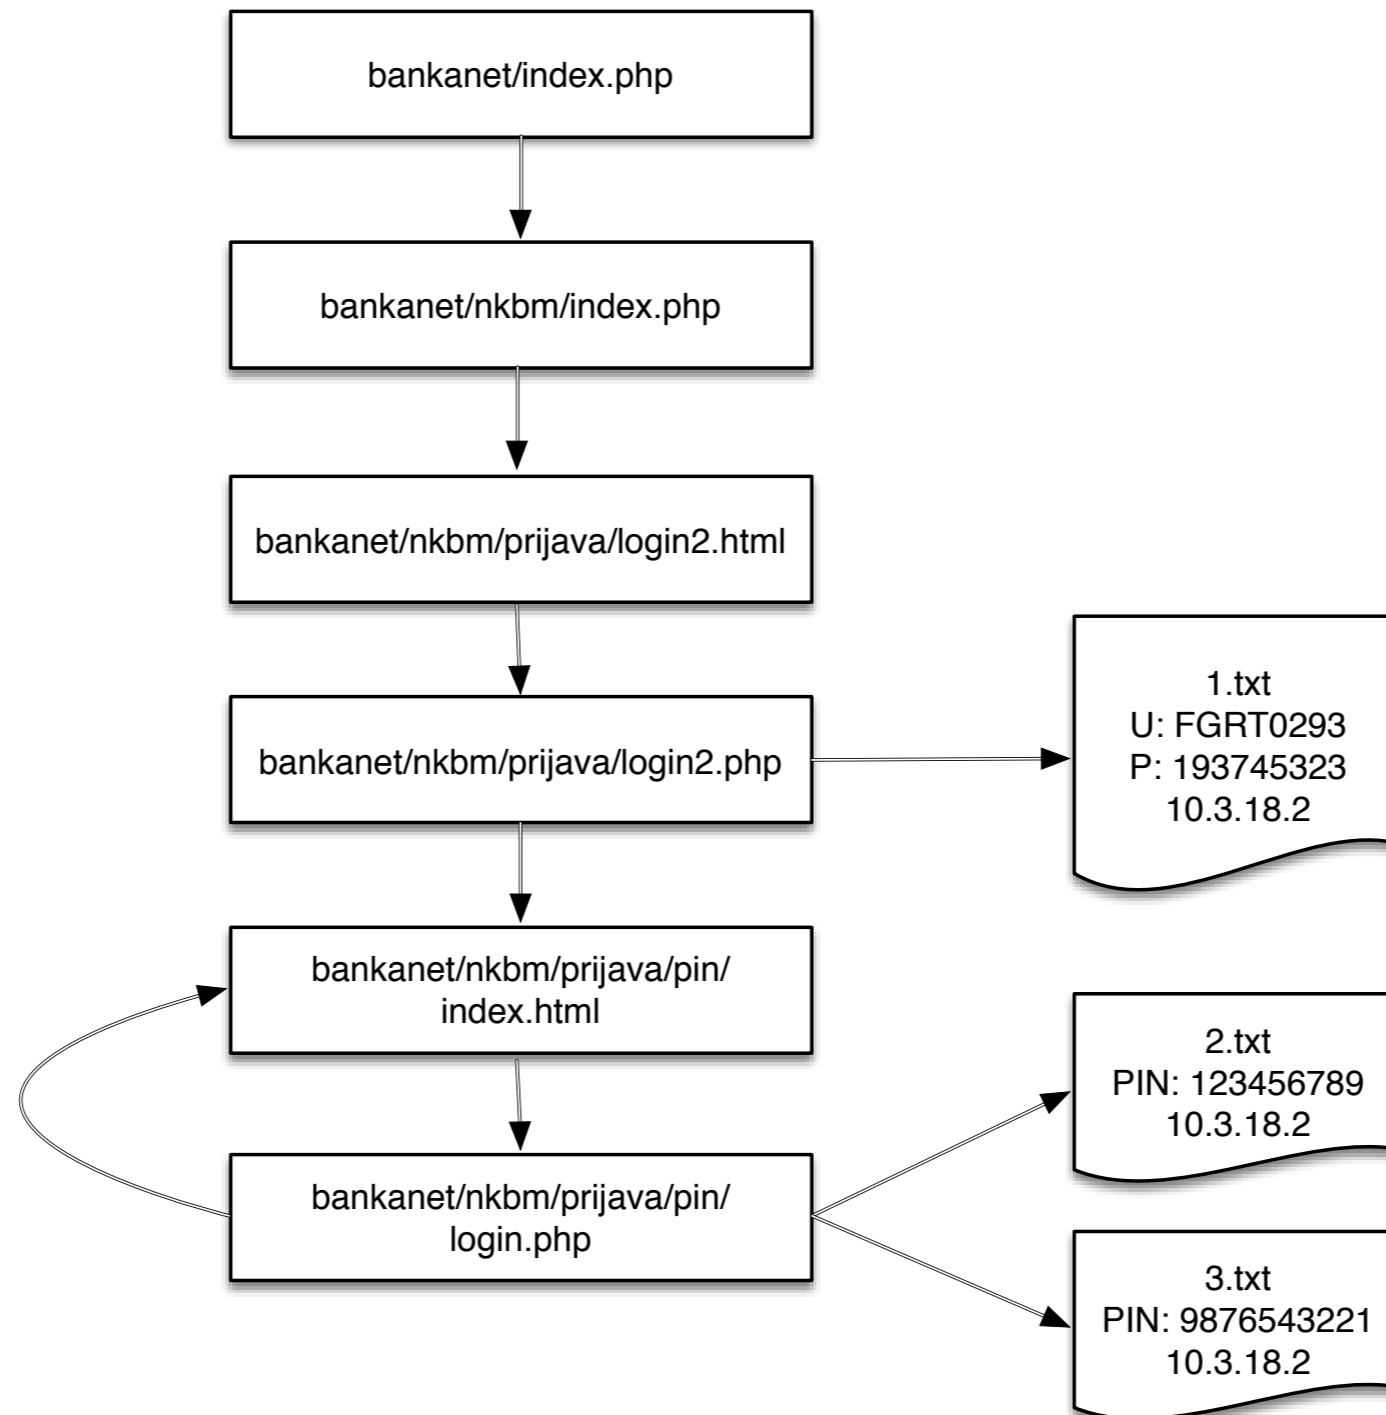 bankanet/index.php
bankanet/nkbm/index.php
bankanet/nkbm/prijava/login2.html
bankanet/nkbm/prijava/login2.php
1.txt
U: FGRT0293
P: 193745323
10.3.18.2
bankanet/nkbm/prijava/pin/
index.html
2.txt
PIN: 123456789
10.3.18.2
bankanet/nkbm/prijava/pin/
login.php
3.txt
PIN: 9876543221
10.3.18.2